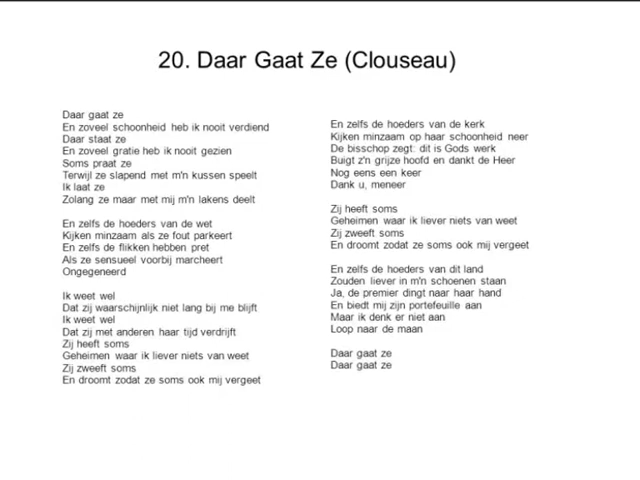 20. Daar Gaat Ze (Clouseau)
Daar gaat ze
En zoveel schoonheid heb ik nooit verdiend
Daar staat ze
En zoveel gratie heb ik nooit gezien
Soms praat ze
Terwijl ze slapend met m'n kussen speelt
Ik laat ze
Zolang ze maar met mij m'n lakens deelt

En zelfs de hoeders van de wet
Kijken minzaam als ze fout parkeert
En zelfs de flikken hebben pret
Als ze sensueel voorbij marcheert
Ongegeneerd

Ik weet wel
Dat zij waarschijnlijk niet lang bij me blijft
Ik weet wel
Dat zij met anderen haar tijd verdrijft
Zij heeft soms
Geheimen waar ik liever niets van weet
Zij zweeft soms
En droomt zodat ze soms ook mij vergeet

En zelfs de hoeders van de kerk
Kijken minzaam op haar schoonheid neer
De bisschop zegt: dit is Gods werk
Buigt z'n grijze hoofd en dankt de Heer
Nog eens een keer
Dank u, meneer

Zij heeft soms
Geheimen waar ik liever niets van weet
Zij zweeft soms
En droomt zodat ze soms ook mij vergeet

En zelfs de hoeders van dit land
Zouden liever in m'n schoenen staan
Ja, de premier dingt naar haar hand
En biedt mij zijn portefeuille aan
Maar ik denk er niet aan
Loop naar de maan

Daar gaat ze
Daar gaat ze